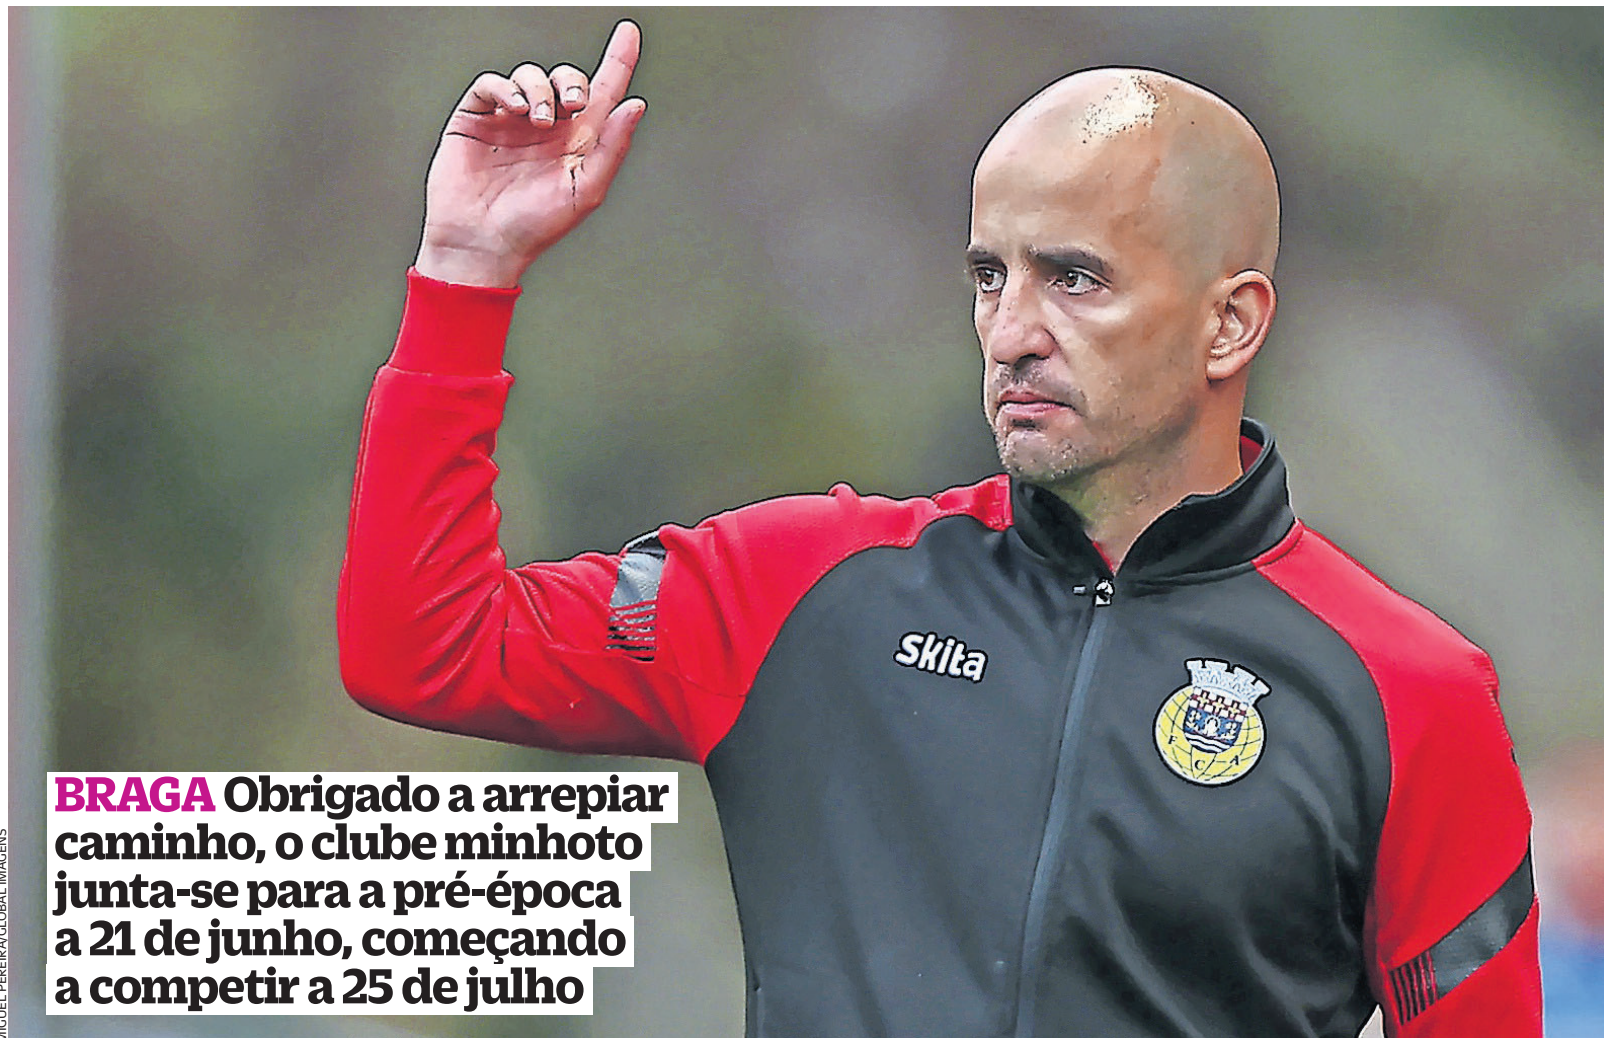 BRAGA Obrigado a arrepiar
caminho, o clube minhoto
junta-se para a pré-época
a 21 de junho, começando
a competir a 25 de julho
MIGUEL PEREIRA/GLOBAL IMAGENS
Skita
F C A